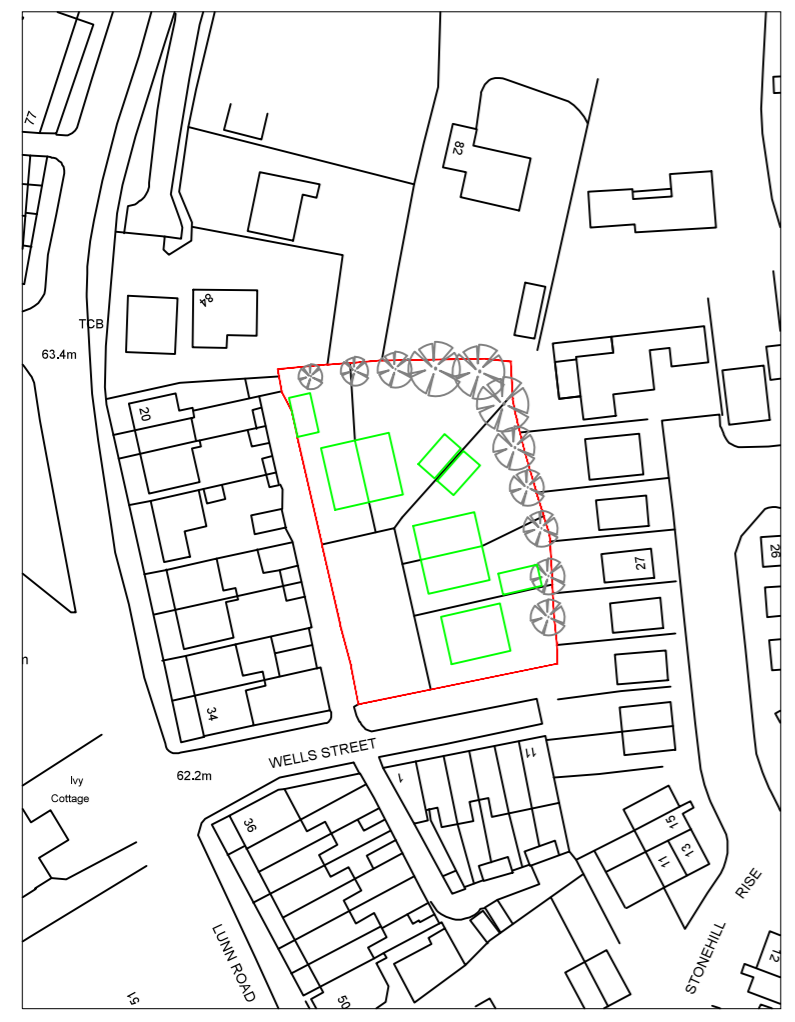 77
82
84
TCB
63.4m
20
26
27
n
34
WELLS STREET
11
1
62.2m
Ivy
Cottage
36
15
13
11
RISE
LUNN ROAD
STONEHILL
12
51
50